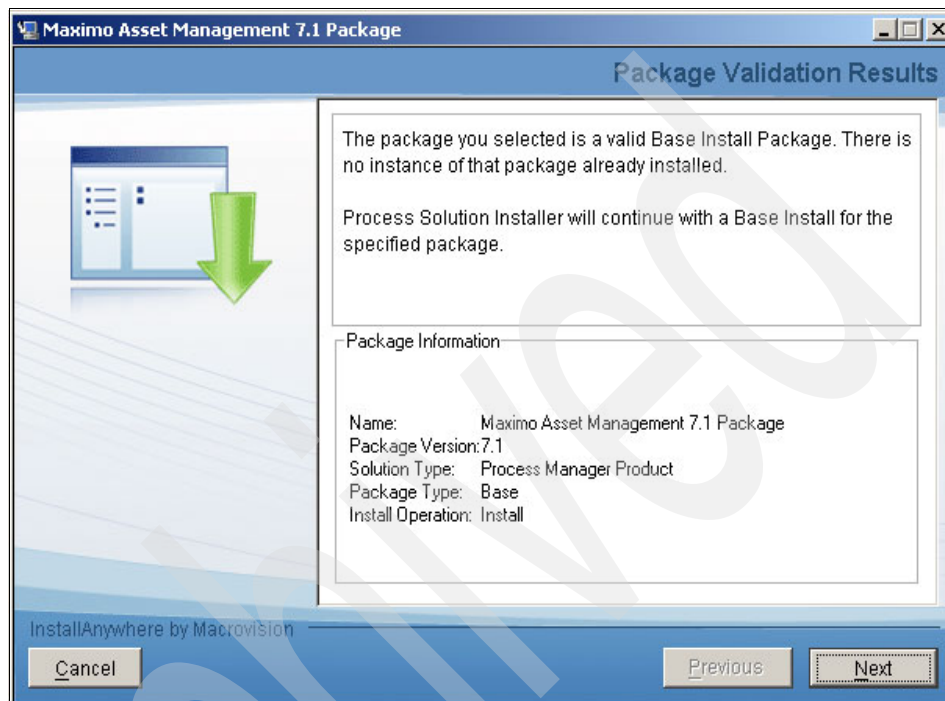 Maximo Asset Management 7.1 Package
Package Validation Results
The package you selected is a valid Base Install Package. There is
no instance of that package already installed.
Process Solution Installer will continue with a Base Install for the
specified package.
Package Information
Name: Maximo Asset Management 7.1 Package
Package Version:7.1
Solution Type: Process Manager Product
Package Type: Base
Install Operation: Install
InstallAnywhere by Macrovision
Cancel
Previous
Next